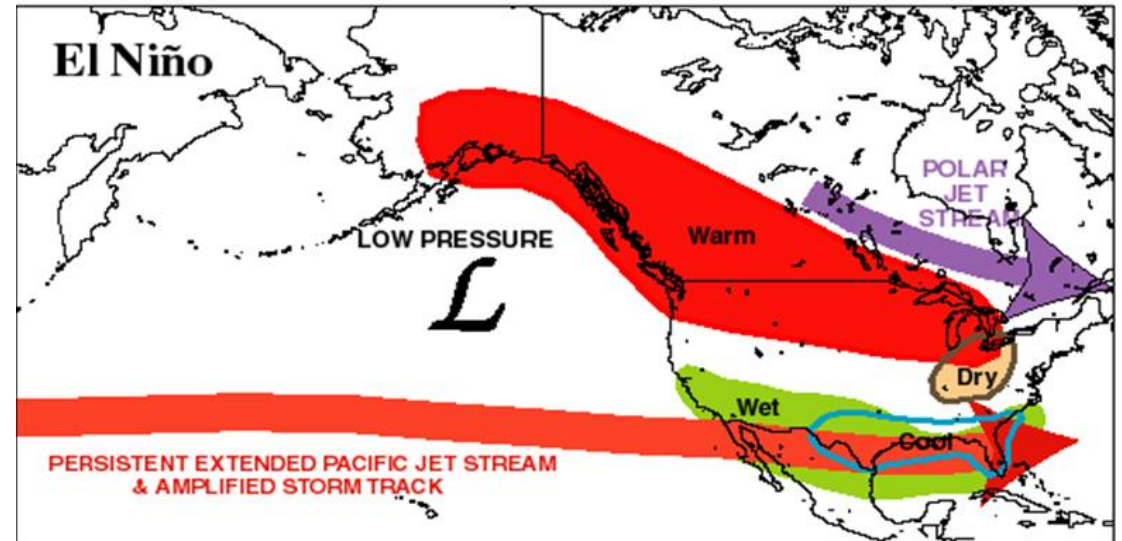 El Niño
POLAR
JET
STREAM
LOW PRESSURE
L
Warm
Dry
Wet
Cool
PERSISTENT EXTENDED PACIFIC JET STREAM
& AMPLIFIED STORM TRACK